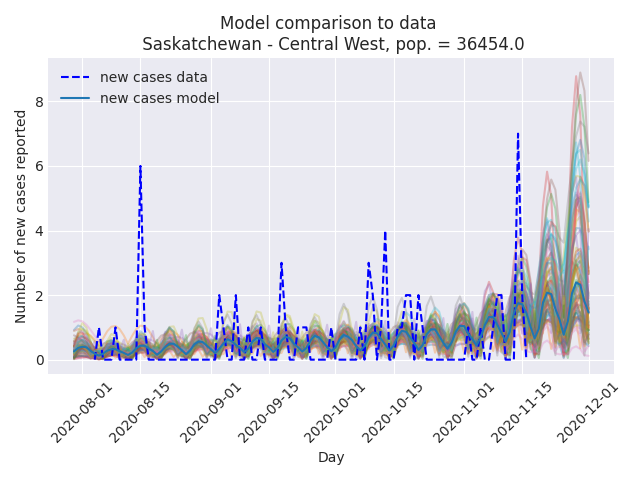 Model comparison to data
Saskatchewan - Central West, pop. = 36454.0
new cases data
new cases model
Number of new cases reported
8
6
4
2
0
2020-08-01
2020-08-15
2020-09-01
2020-09-15
2020-10-01
2020-10-15
2020-11-01
2020-11-15
2020-12-01
Day